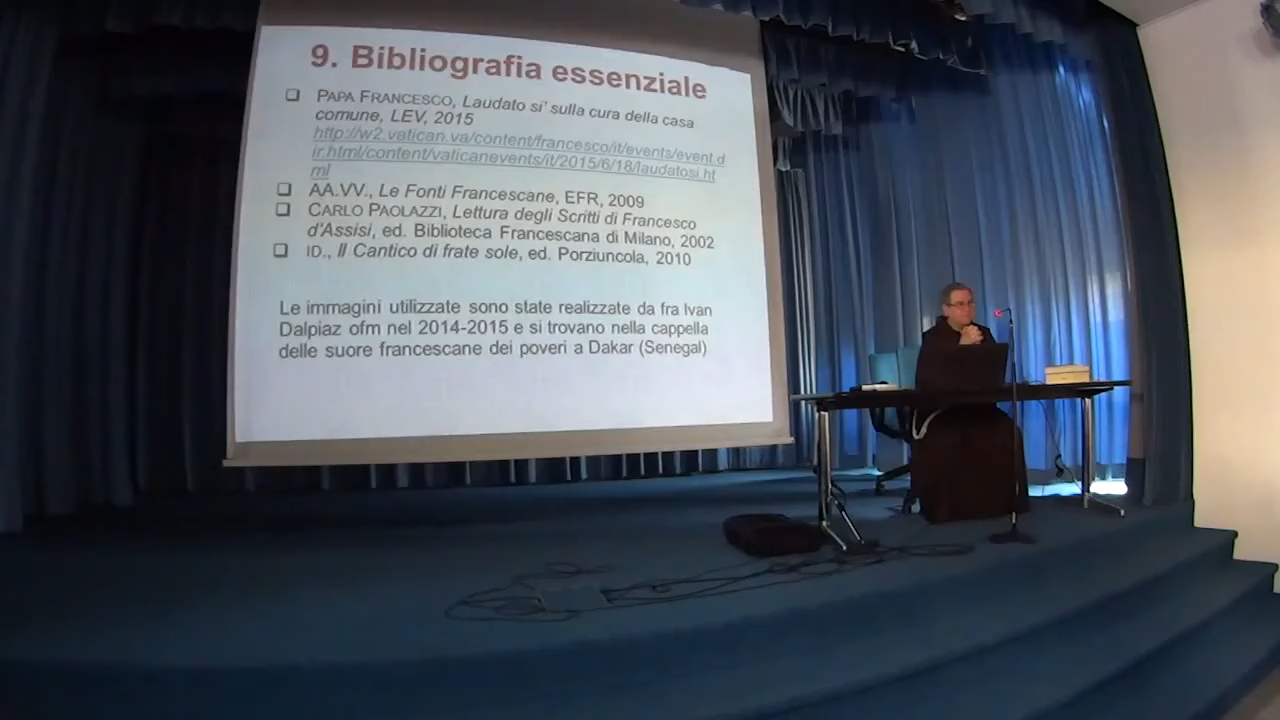 9. Bibliografia essenziale
❑ PAPA FRANCESCO, Laudato si' sulla cura della casa
comune, LEV, 2015
http://w2.vatican.va/content/francesco/it/events/event.d
ir.html/content/vaticanevents/it/2015/6/18/laudatosi.ht
ml
❑ AA.VV., Le Fonti Francescane, EFR, 2009
❑ CARLO PAOLAZZI, Lettura degli Scritti di Francesco
d'Assisi, ed. Biblioteca Francescana di Milano, 2002
❑ ID., Il Cantico di frate sole, ed. Porziuncola, 2010
Le immagini utilizzate sono state realizzate da fra Ivan
Dalpiaz ofm nel 2014-2015 e si trovano nella cappella
delle suore francescane dei poveri a Dakar (Senegal)